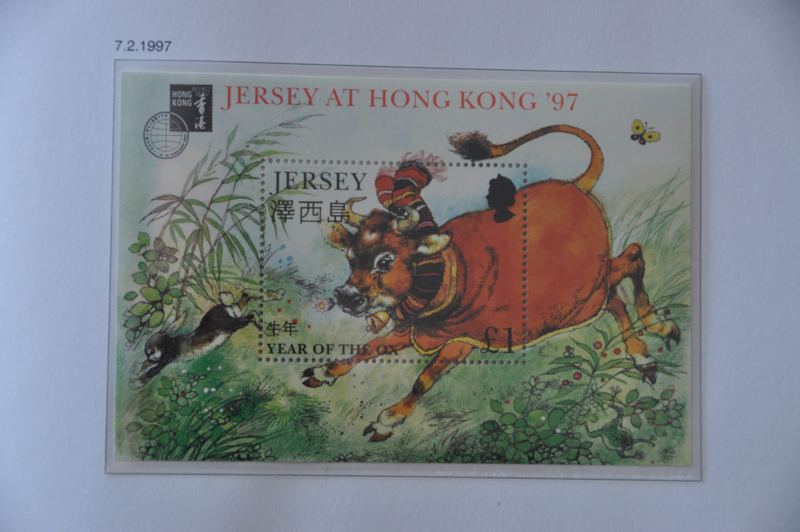 7.2.1997
HONG
KONG
香港
JERSEY AT HONG KONG '97
JERSEY
澤西島
牛年
YEAR OF THE OX
£1